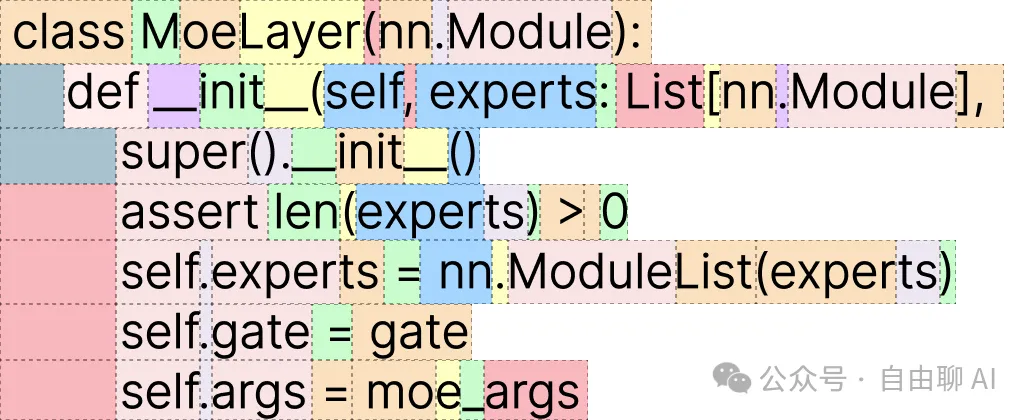 class MoeLayer(nn.Module):
    def __init__(self, experts: List[nn.Module],
        super().__init__()
        assert len(experts) > 0
        self.experts = nn.ModuleList(experts)
        self.gate = gate
        self.args = moe_args
公众号 · 自由聊 AI